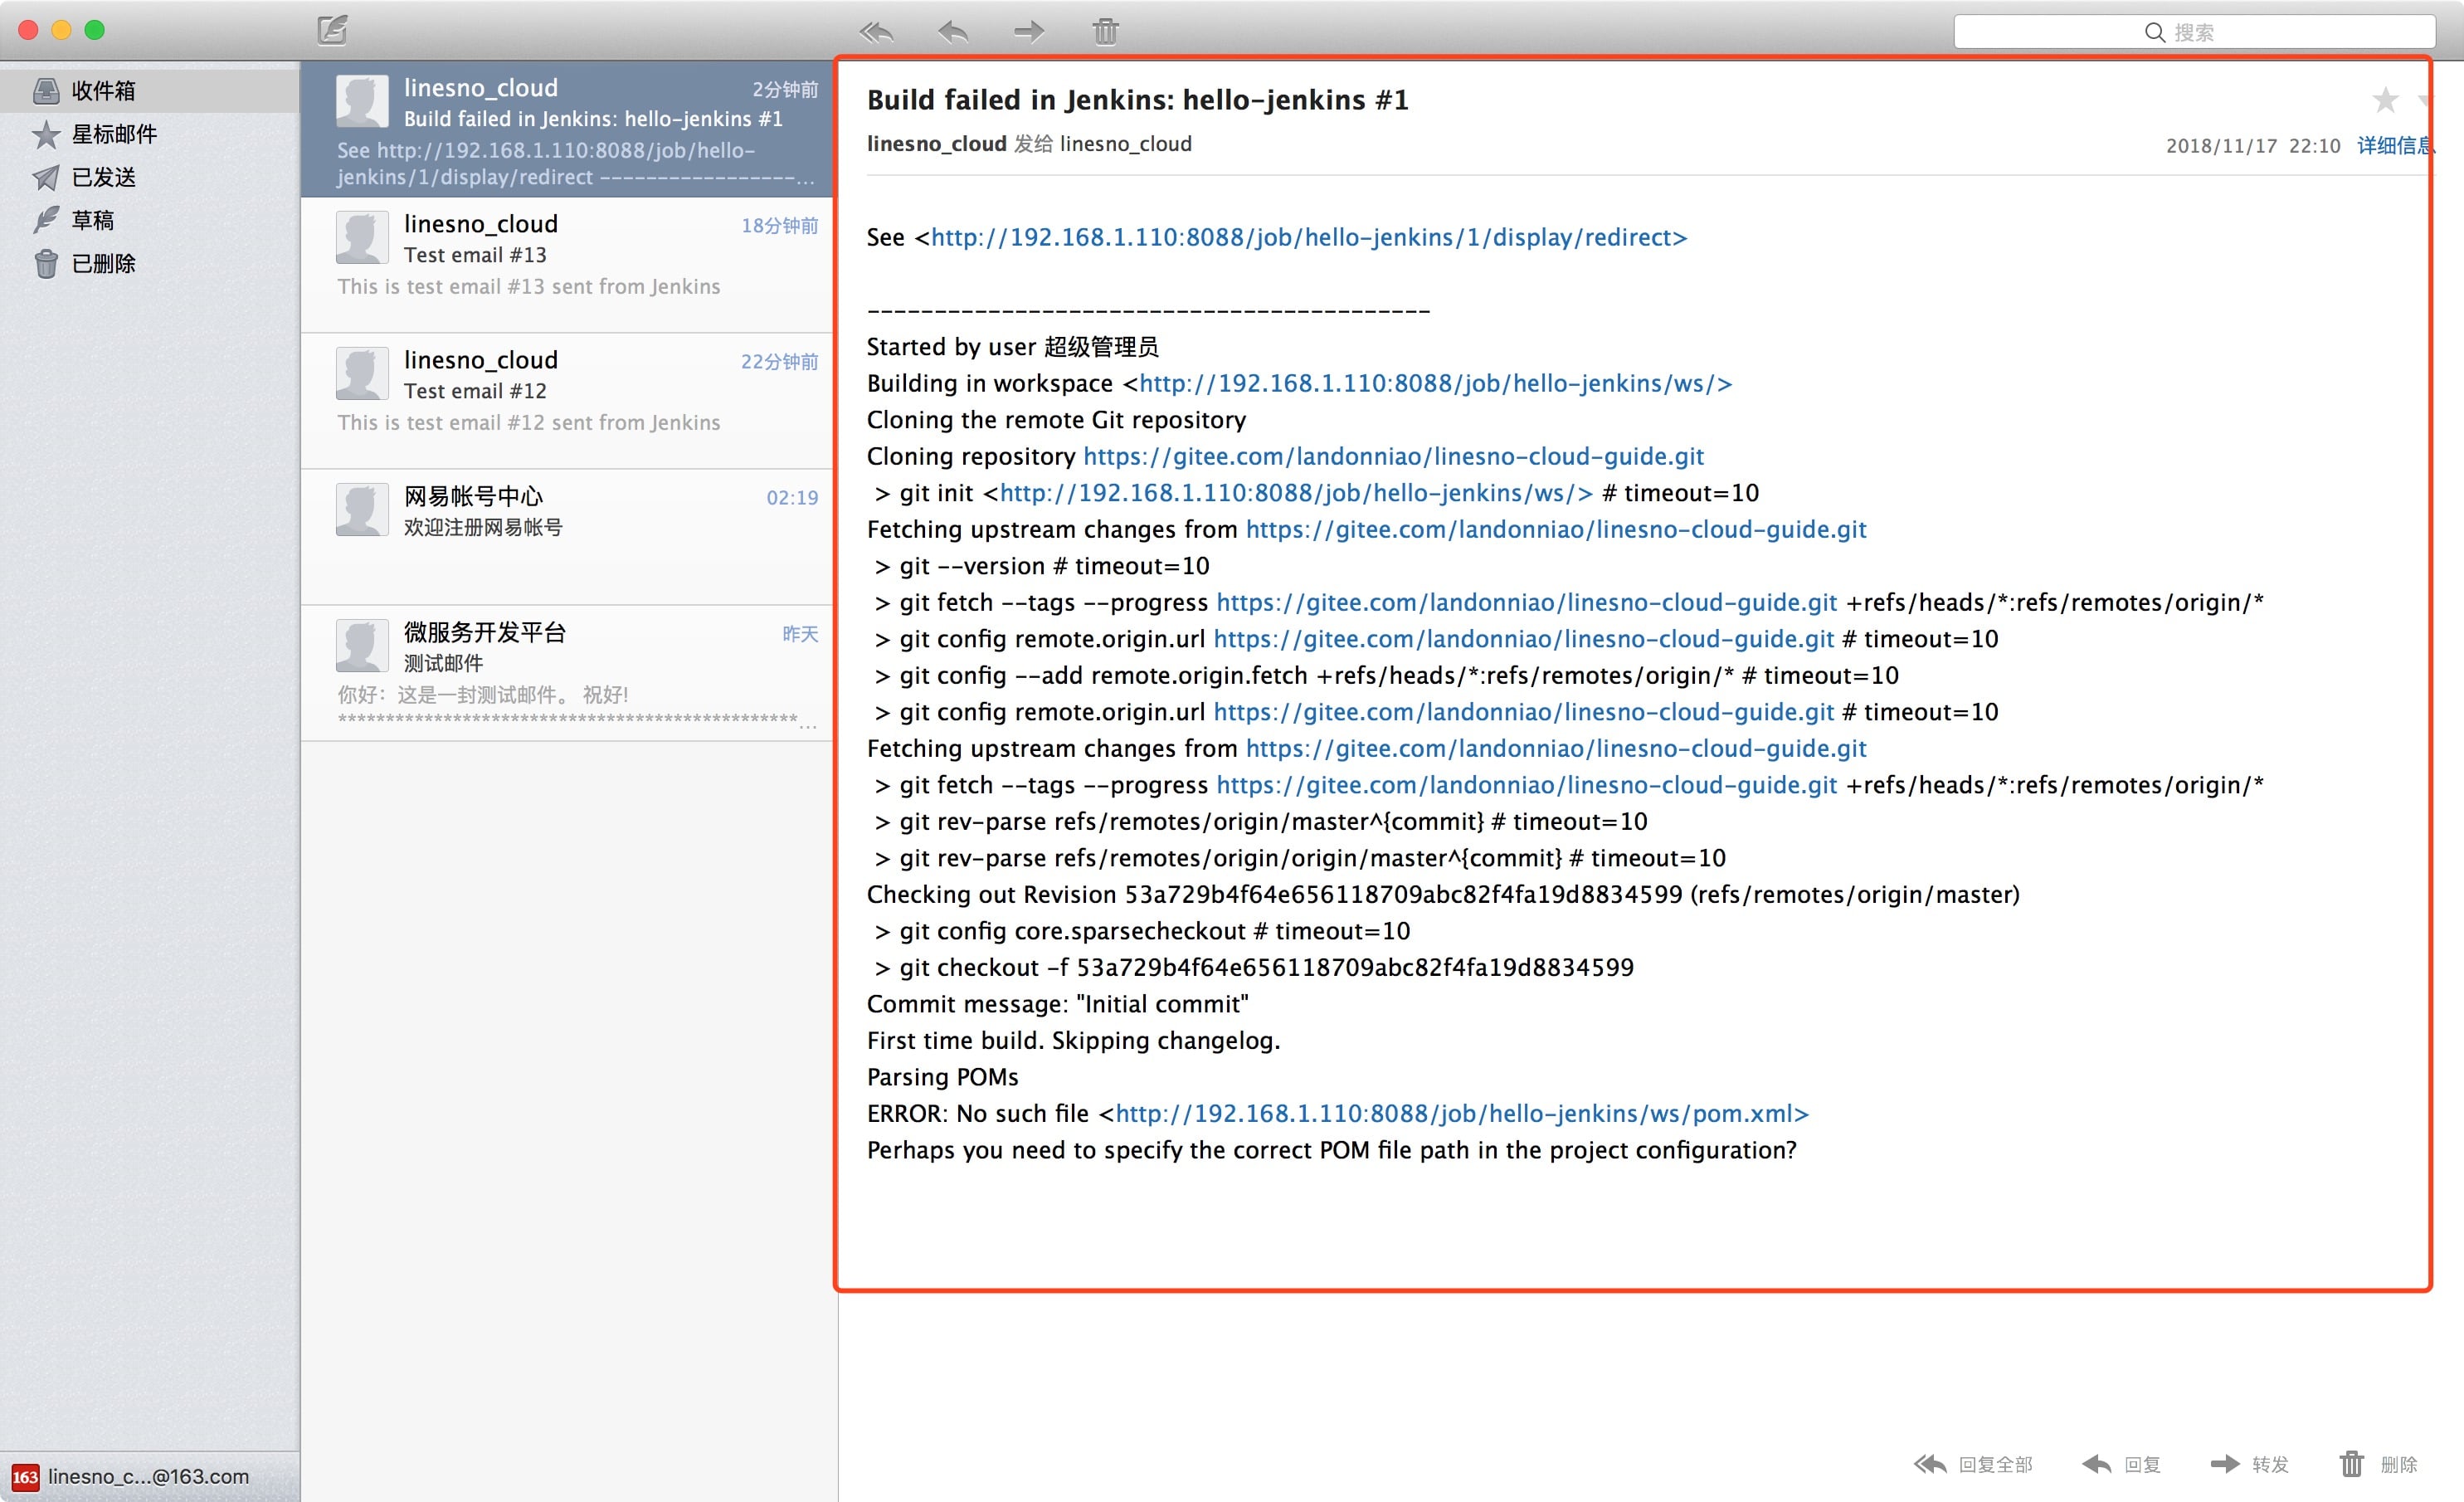 搜索
收件箱
星标邮件
已发送
草稿
已删除
linesno_cloud 2分钟前
Build failed in Jenkins: hello-jenkins #1
See http://192.168.1.110:8088/job/hello-
jenkins/1/display/redirect ------------------...
linesno_cloud 18分钟前
Test email #13
This is test email #13 sent from Jenkins
linesno_cloud 22分钟前
Test email #12
This is test email #12 sent from Jenkins
网易帐号中心 02:19
欢迎注册网易帐号
微服务开发平台 昨天
测试邮件
你好：这是一封测试邮件。 祝好!
************************************************...
163 linesno_c...@163.com
Build failed in Jenkins: hello-jenkins #1
linesno_cloud 发给 linesno_cloud 2018/11/17 22:10 详细信息
See <http://192.168.1.110:8088/job/hello-jenkins/1/display/redirect>
------------------------------------------
Started by user 超级管理员
Building in workspace <http://192.168.1.110:8088/job/hello-jenkins/ws/>
Cloning the remote Git repository
Cloning repository https://gitee.com/landonniao/linesno-cloud-guide.git
> git init <http://192.168.1.110:8088/job/hello-jenkins/ws/> # timeout=10
Fetching upstream changes from https://gitee.com/landonniao/linesno-cloud-guide.git
> git --version # timeout=10
> git fetch --tags --progress https://gitee.com/landonniao/linesno-cloud-guide.git +refs/heads/*:refs/remotes/origin/*
> git config remote.origin.url https://gitee.com/landonniao/linesno-cloud-guide.git # timeout=10
> git config --add remote.origin.fetch +refs/heads/*:refs/remotes/origin/* # timeout=10
> git config remote.origin.url https://gitee.com/landonniao/linesno-cloud-guide.git # timeout=10
Fetching upstream changes from https://gitee.com/landonniao/linesno-cloud-guide.git
> git fetch --tags --progress https://gitee.com/landonniao/linesno-cloud-guide.git +refs/heads/*:refs/remotes/origin/*
> git rev-parse refs/remotes/origin/master^{commit} # timeout=10
> git rev-parse refs/remotes/origin/origin/master^{commit} # timeout=10
Checking out Revision 53a729b4f64e656118709abc82f4fa19d8834599 (refs/remotes/origin/master)
> git config core.sparsecheckout # timeout=10
> git checkout -f 53a729b4f64e656118709abc82f4fa19d8834599
Commit message: "Initial commit"
First time build. Skipping changelog.
Parsing POMs
ERROR: No such file <http://192.168.1.110:8088/job/hello-jenkins/ws/pom.xml>
Perhaps you need to specify the correct POM file path in the project configuration?
回复全部 回复 转发 删除